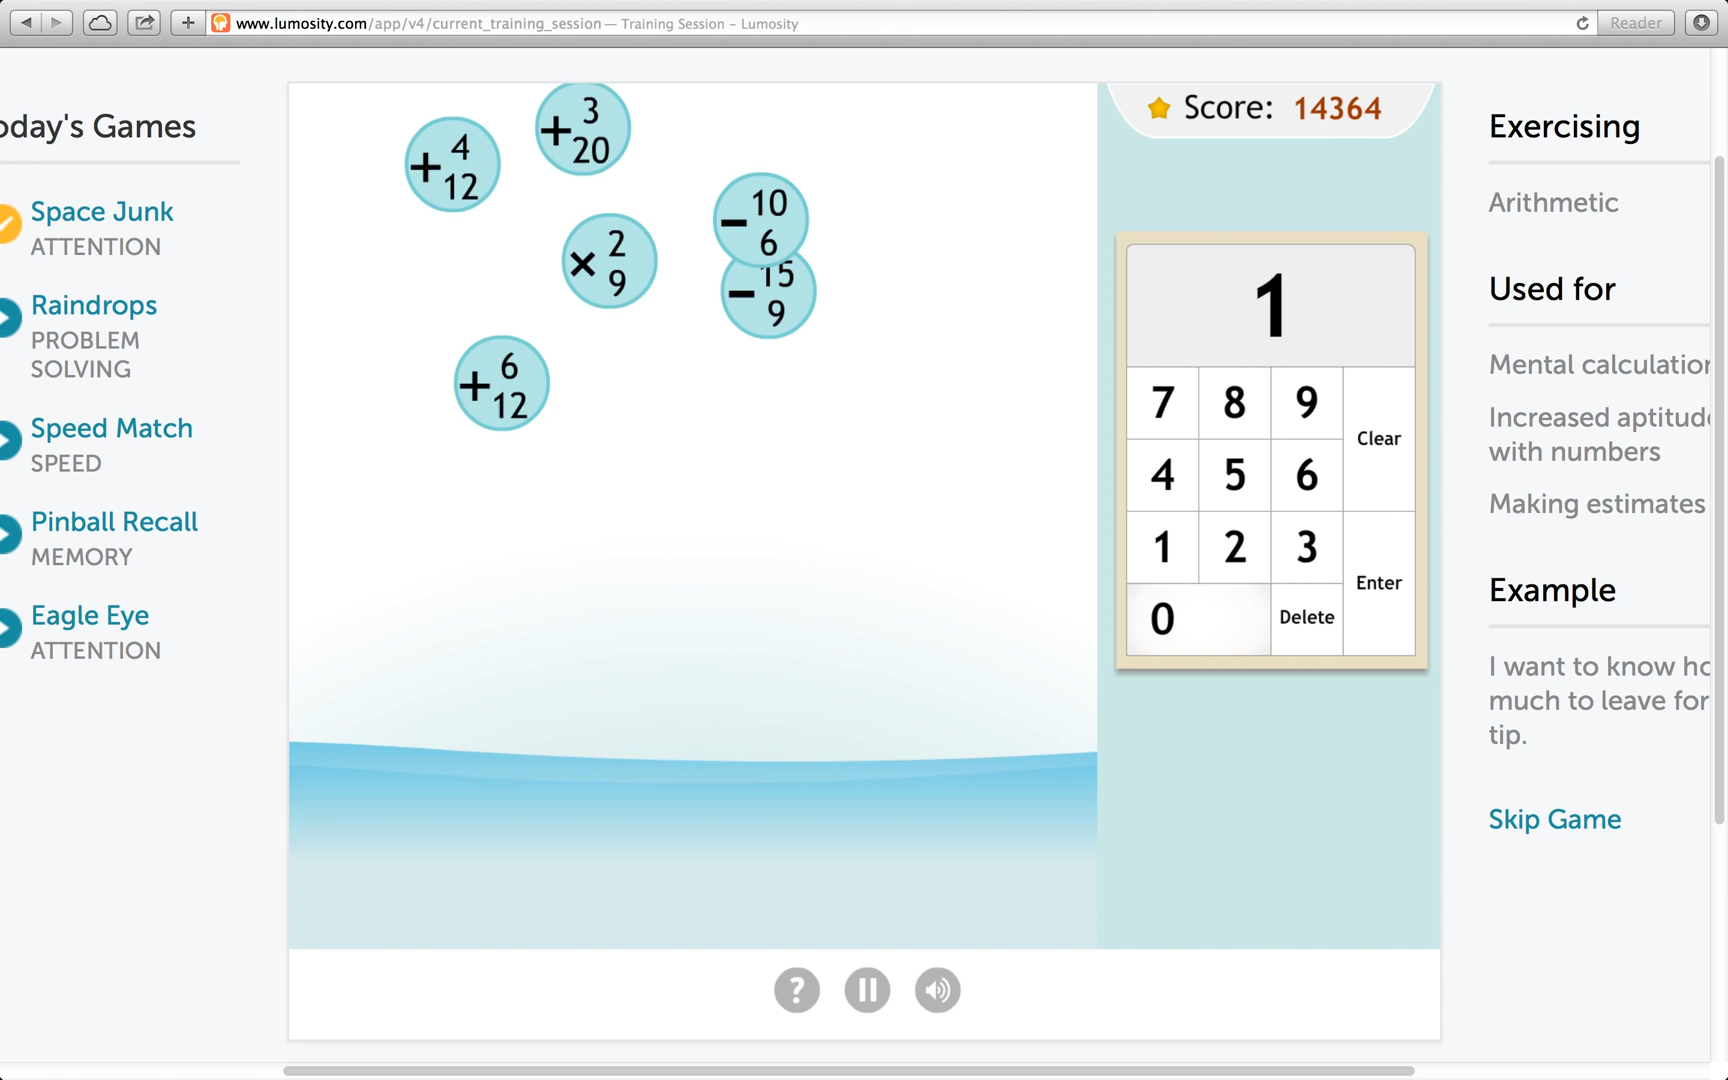 www.lumosity.com/app/v4/current_training_session — Training Session – Lumosity
Reader
oday's Games
Space Junk
ATTENTION
Raindrops
PROBLEM
SOLVING
Speed Match
SPEED
Pinball Recall
MEMORY
Eagle Eye
ATTENTION
+ 4
12
+ 3
20
× 2
9
− 10
6
− 15
9
+ 6
12
Score: 14364
1
7 8 9
Clear
4 5 6
1 2 3
Enter
0 Delete
?
Exercising
Arithmetic
Used for
Mental calculation
Increased aptitude
with numbers
Making estimates
Example
I want to know ho
much to leave for
tip.
Skip Game